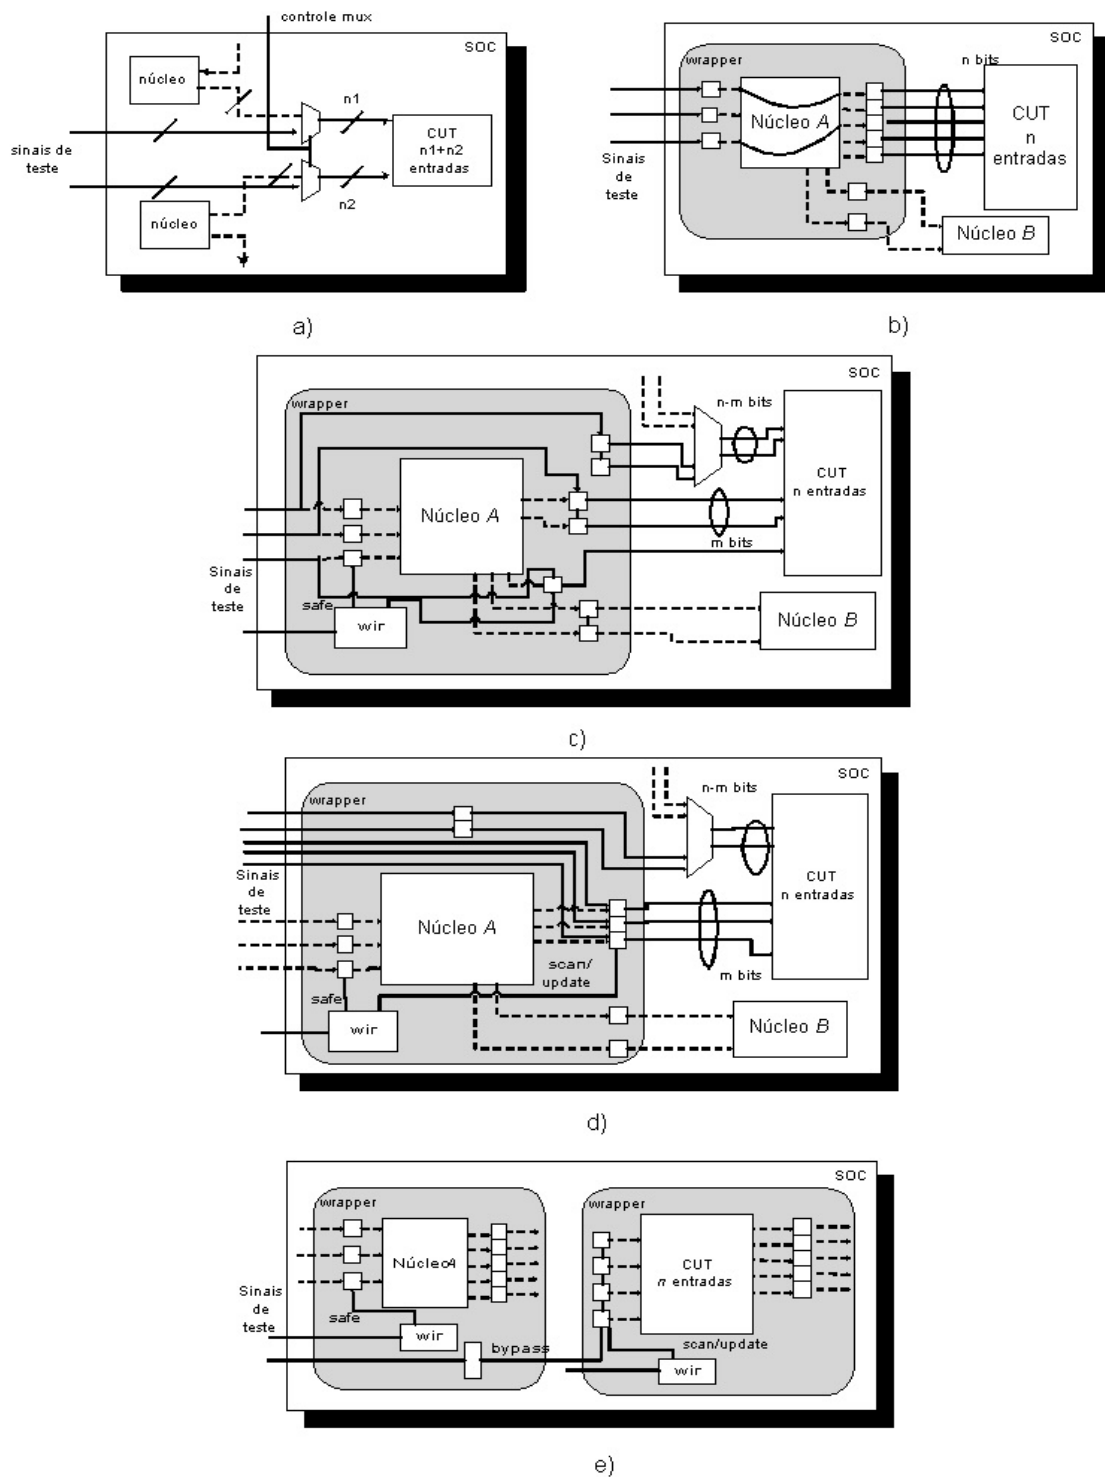 controle mux
SOC
núcleo
n1
CUT
n1+n2
entradas
sinais de
teste
n2
núcleo
a)
SOC
wrapper
n bits
Núcleo A
CUT
n
entradas
Sinais
de
teste
Núcleo B
b)
SOC
wrapper
n-m bits
CUT
n entradas
Núcleo A
m bits
Sinais
de
teste
safe
wir
Núcleo B
c)
SOC
wrapper
n-m bits
CUT
n entradas
Sinais
de
teste
Núcleo A
scan/
update
m bits
safe
wir
Núcleo B
d)
SOC
wrapper
wrapper
NúcleoA
CUT
n entradas
Sinais
de
teste
safe
wir
bypass
scan/update
wir
e)